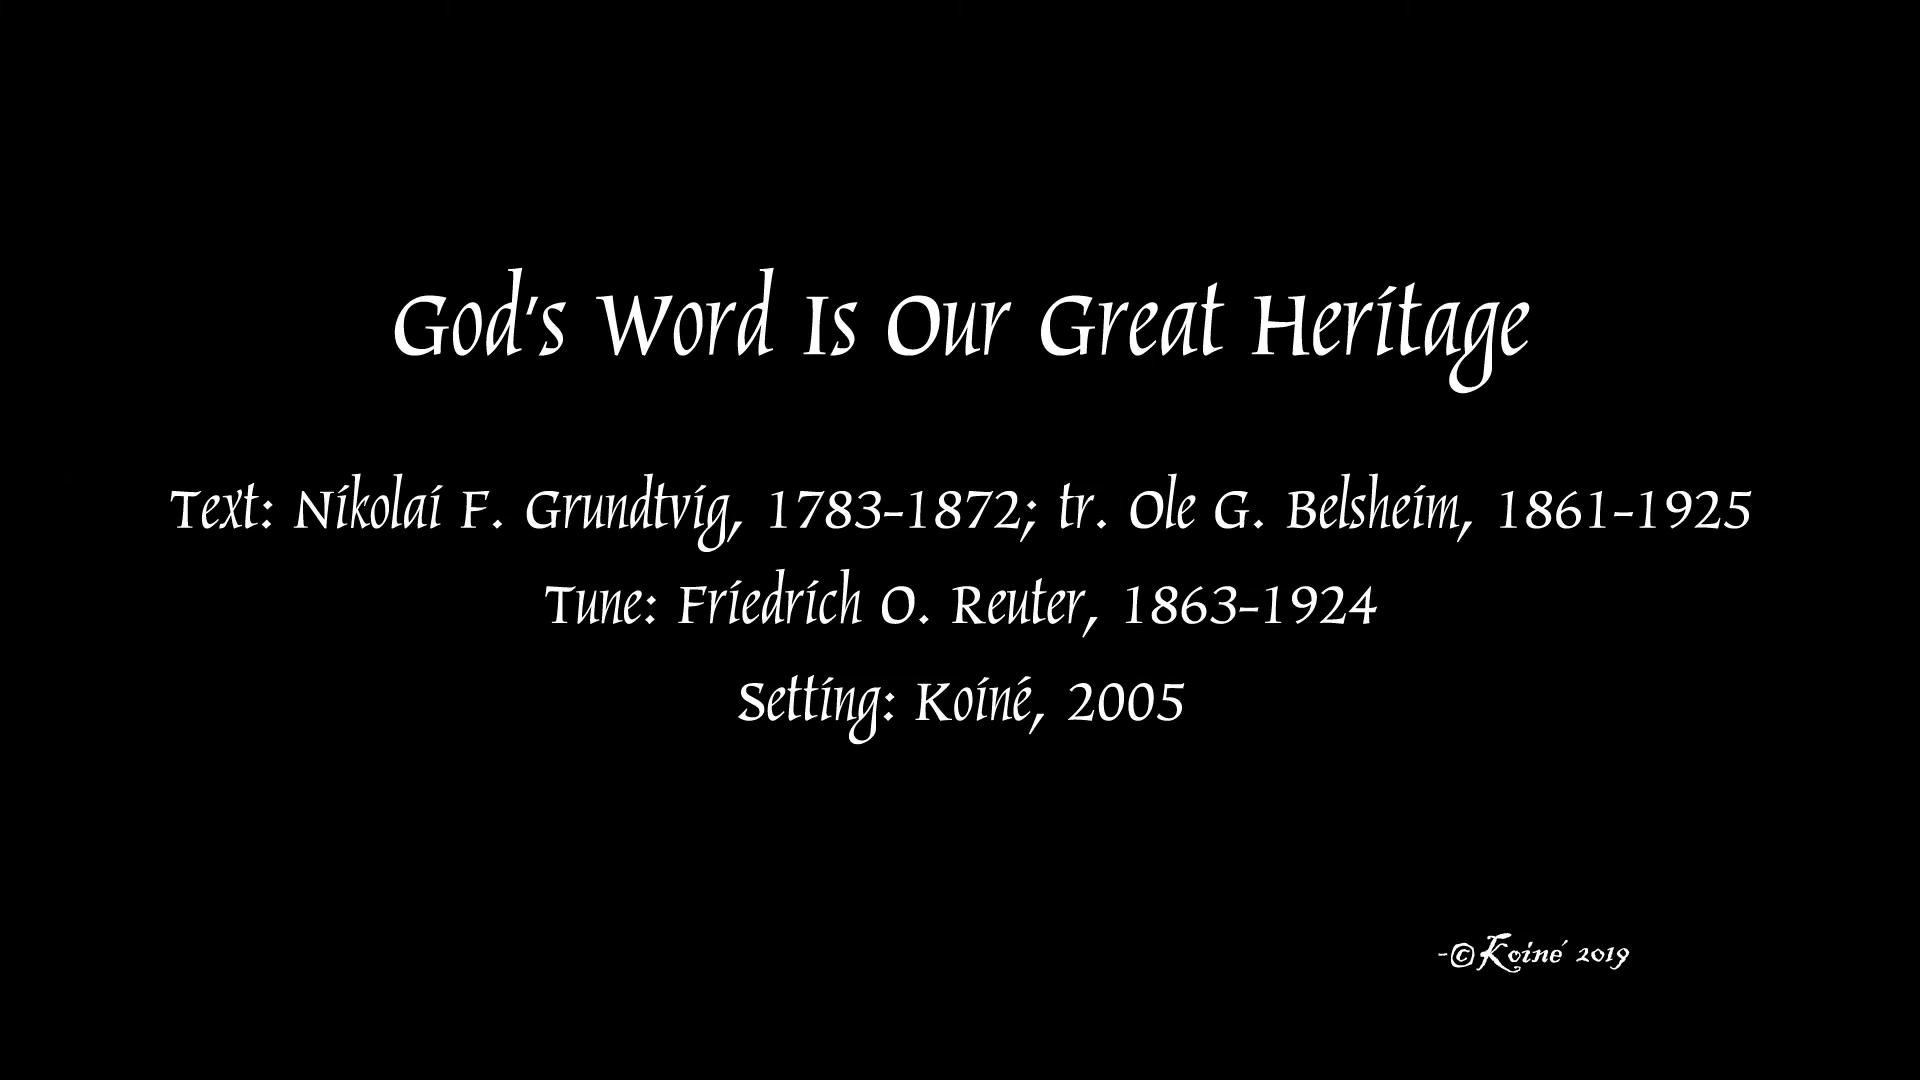 God's Word Is Our Great Heritage
Text: Nikolai F. Grundtvig, 1783-1872; tr. Ole G. Belsheim, 1861-1925
Tune: Friedrich O. Reuter, 1863-1924
Setting: Koiné, 2005
-©Koiné 2019